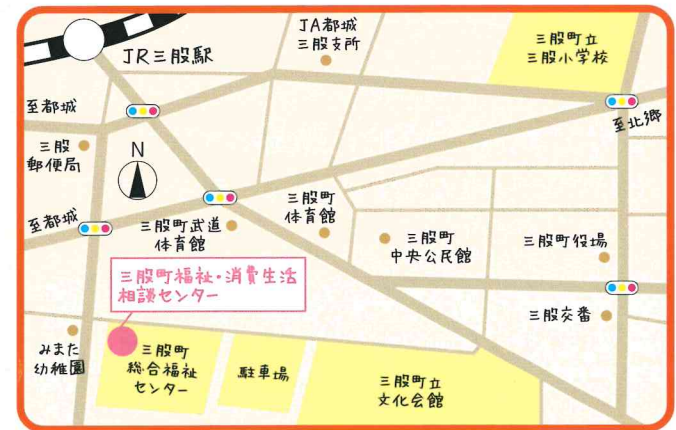 JR三股駅
JA都城
三股支所
三股町立
三股小学校
至都城
至北郷
三股
郵便局
N
至都城
三股町武道
体育館
三股町
体育館
三股町
中央公民館
三股町役場
三股町福祉・消費生活
相談センター
三股交番
みまた
幼稚園
三股町
総合福祉
センター
駐車場
三股町立
文化会館